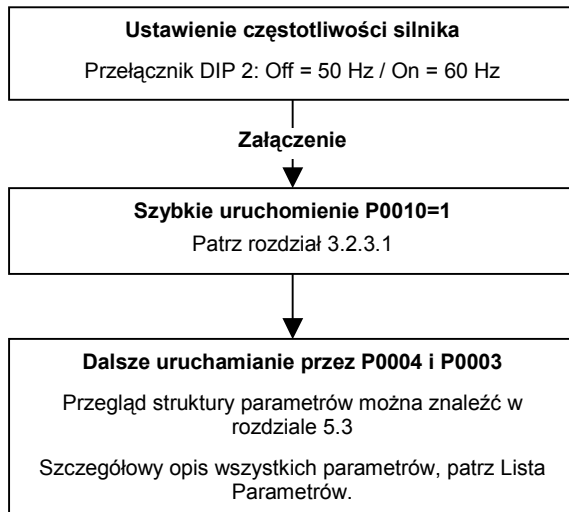 Ustawienie częstotliwości silnika
Przełącznik DIP 2: Off = 50 Hz / On = 60 Hz
Załączenie
Szybkie uruchomienie P0010=1
Patrz rozdział 3.2.3.1
Dalsze uruchamianie przez P0004 i P0003
Przegląd struktury parametrów można znaleźć w
rozdziale 5.3
Szczegółowy opis wszystkich parametrów, patrz Lista
Parametrów.